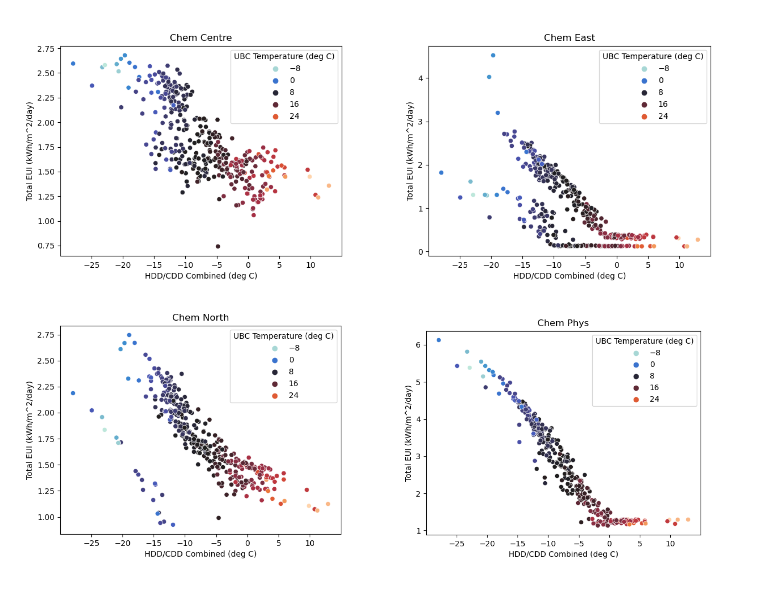 Chem Centre
UBC Temperature (deg C)
−8
0
8
16
24
2.75
2.50
2.25
2.00
1.75
1.50
1.25
1.00
0.75
Total EUI (kWh/m^2/day)
−25 −20 −15 −10 −5 0 5 10
HDD/CDD Combined (deg C)
Chem East
UBC Temperature (deg C)
−8
0
8
16
24
4
3
2
1
0
Total EUI (kWh/m^2/day)
−25 −20 −15 −10 −5 0 5 10
HDD/CDD Combined (deg C)
Chem North
UBC Temperature (deg C)
−8
0
8
16
24
2.75
2.50
2.25
2.00
1.75
1.50
1.25
1.00
Total EUI (kWh/m^2/day)
−25 −20 −15 −10 −5 0 5 10
HDD/CDD Combined (deg C)
Chem Phys
UBC Temperature (deg C)
−8
0
8
16
24
6
5
4
3
2
1
Total EUI (kWh/m^2/day)
−25 −20 −15 −10 −5 0 5 10
HDD/CDD Combined (deg C)